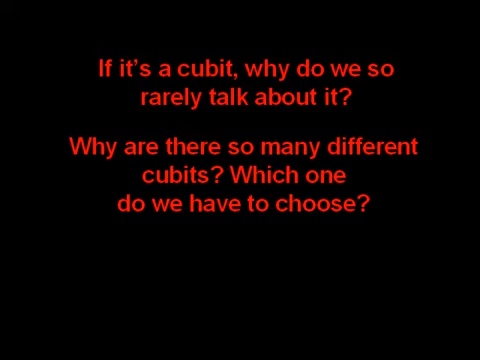 If it’s a cubit, why do we so
rarely talk about it?
Why are there so many different
cubits? Which one
do we have to choose?